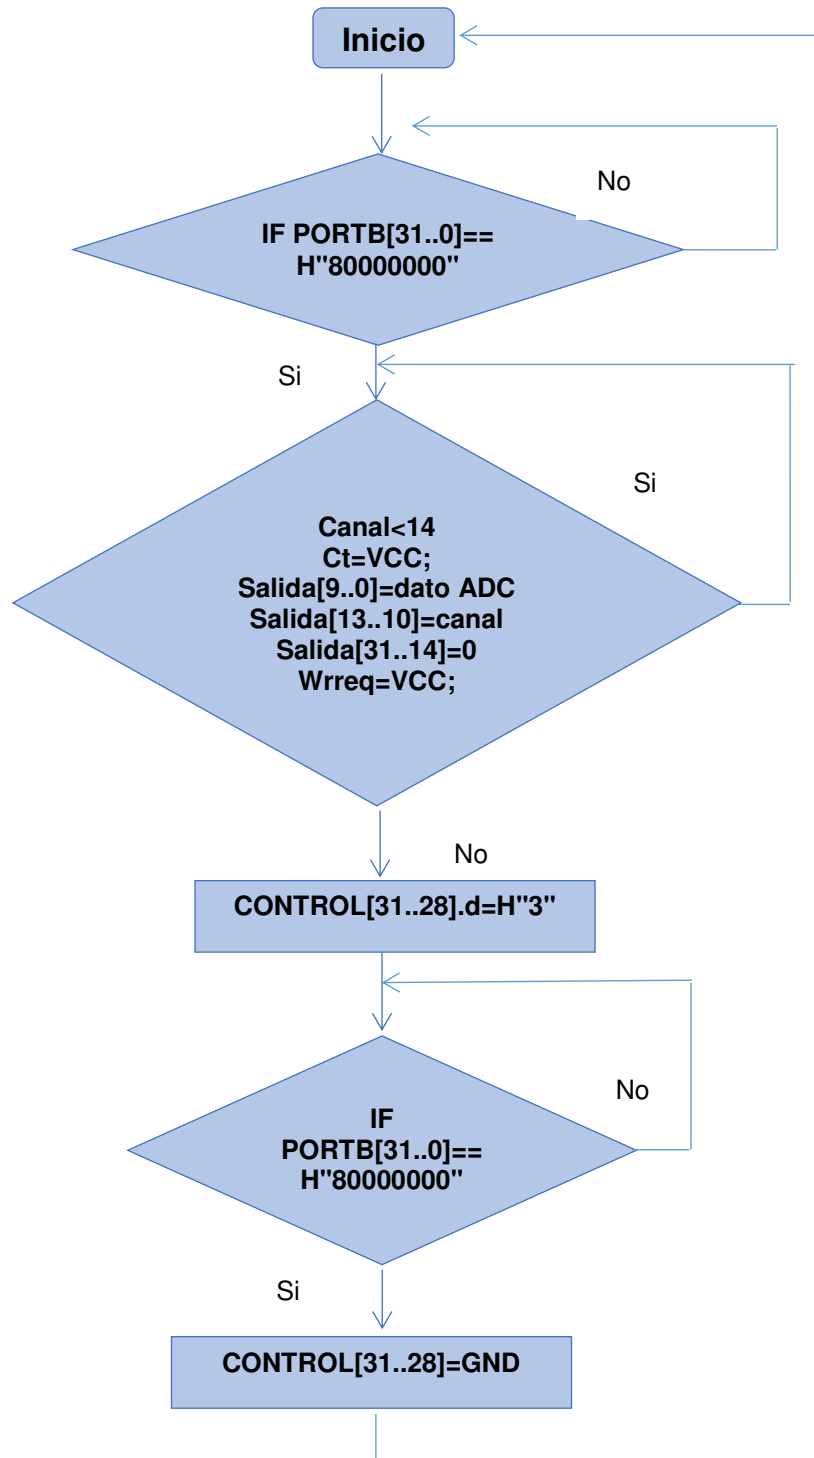 Inicio
No
IF PORTB[31..0]==
H"80000000"
Si
Si
Canal<14
Ct=VCC;
Salida[9..0]=dato ADC
Salida[13..10]=canal
Salida[31..14]=0
Wrreq=VCC;
No
CONTROL[31..28].d=H"3"
No
IF
PORTB[31..0]==
H"80000000"
Si
CONTROL[31..28]=GND